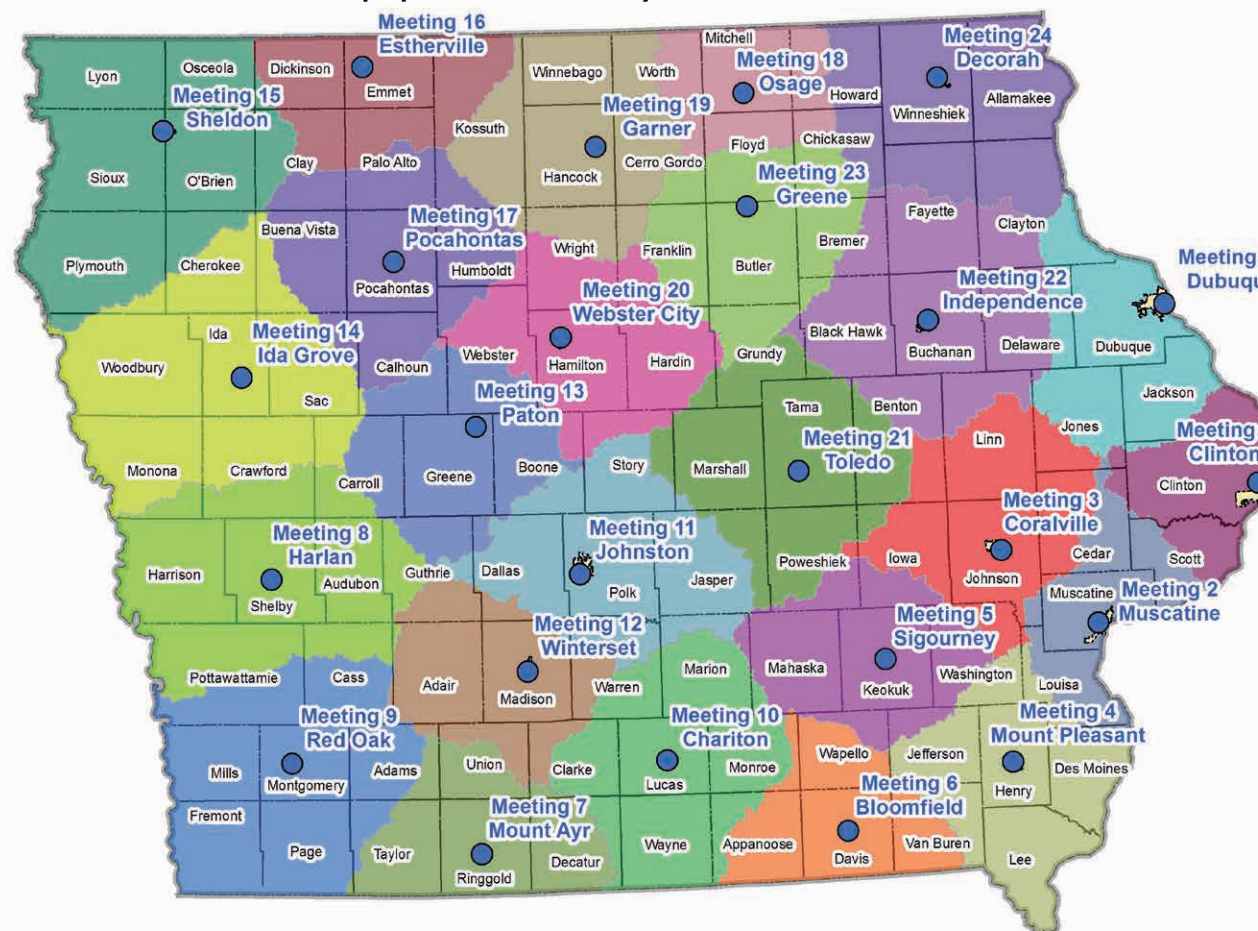 Meeting 16
Estherville
Mitchell
Meeting 24
Decorah
Lyon
Osceola
Dickinson
Emmet
Winnebago
Worth
Meeting 18
Osage
Howard
Winneshiek
Allamakee
Meeting 15
Sheldon
Kossuth
Meeting 19
Garner
Sioux
O'Brien
Clay
Palo Alto
Hancock
Cerro Gordo
Floyd
Chickasaw
Meeting 23
Greene
Fayette
Clayton
Buena Vista
Meeting 17
Pocahontas
Wright
Franklin
Butler
Bremer
Plymouth
Cherokee
Pocahontas
Humboldt
Meeting
Dubuqu
Meeting 20
Webster City
Meeting 22
Independence
Ida
Meeting 14
Ida Grove
Woodbury
Sac
Calhoun
Webster
Hamilton
Hardin
Grundy
Black Hawk
Buchanan
Delaware
Dubuque
Meeting 13
Paton
Jackson
Tama
Benton
Linn
Jones
Meeting
Clinton
Monona
Crawford
Carroll
Greene
Boone
Story
Marshall
Meeting 21
Toledo
Clinton
Meeting 3
Coralville
Meeting 8
Harlan
Meeting 11
Johnston
Cedar
Scott
Harrison
Shelby
Audubon
Guthrie
Dallas
Polk
Jasper
Poweshiek
Iowa
Johnson
Muscatine
Meeting 2
Muscatine
Meeting 12
Winterset
Meeting 5
Sigourney
Pottawattamie
Cass
Adair
Madison
Warren
Marion
Mahaska
Keokuk
Washington
Louisa
Meeting 9
Red Oak
Meeting 10
Chariton
Meeting 4
Mount Pleasant
Mills
Montgomery
Adams
Union
Clarke
Lucas
Monroe
Wapello
Jefferson
Henry
Des Moines
Fremont
Page
Taylor
Meeting 7
Mount Ayr
Ringgold
Decatur
Wayne
Appanoose
Meeting 6
Bloomfield
Davis
Van Buren
Lee